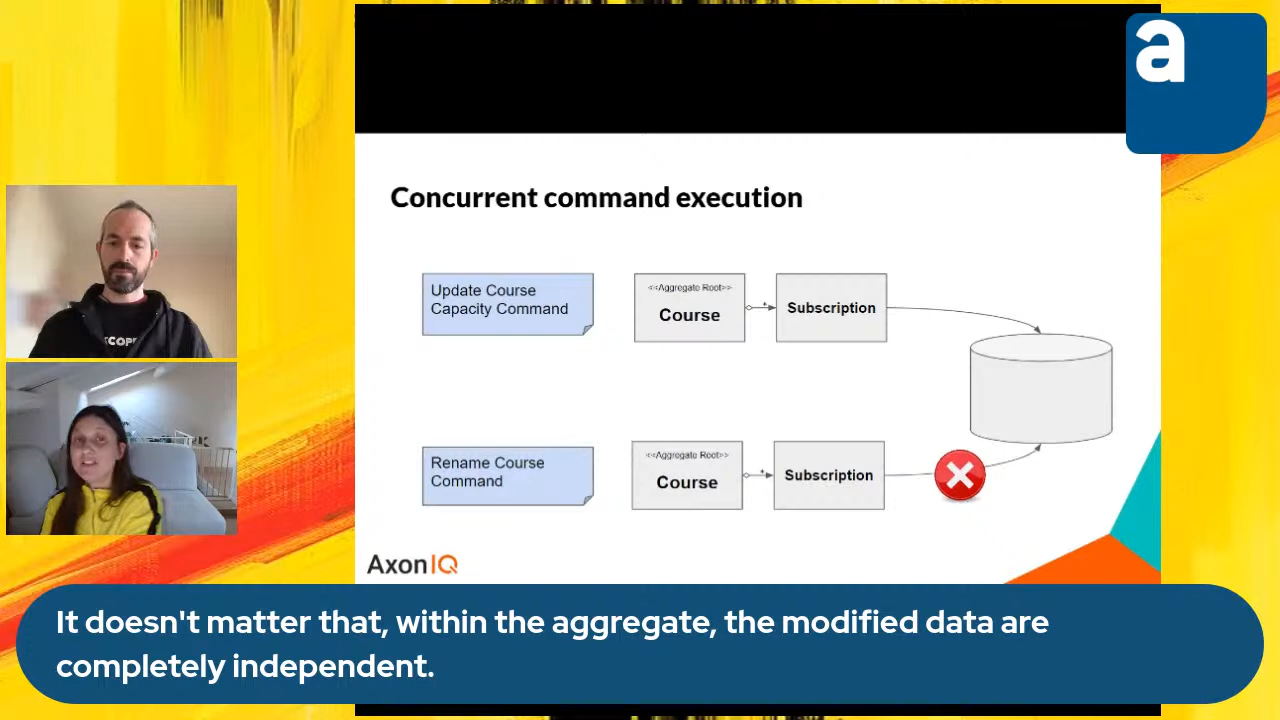 a
Concurrent command execution
Update Course
Capacity Command
<<Aggregate Root>>
Course
Subscription
SCOPE
Rename Course
Command
<<Aggregate Root>>
Course
Subscription
AxonIQ
It doesn't matter that, within the aggregate, the modified data are
completely independent.